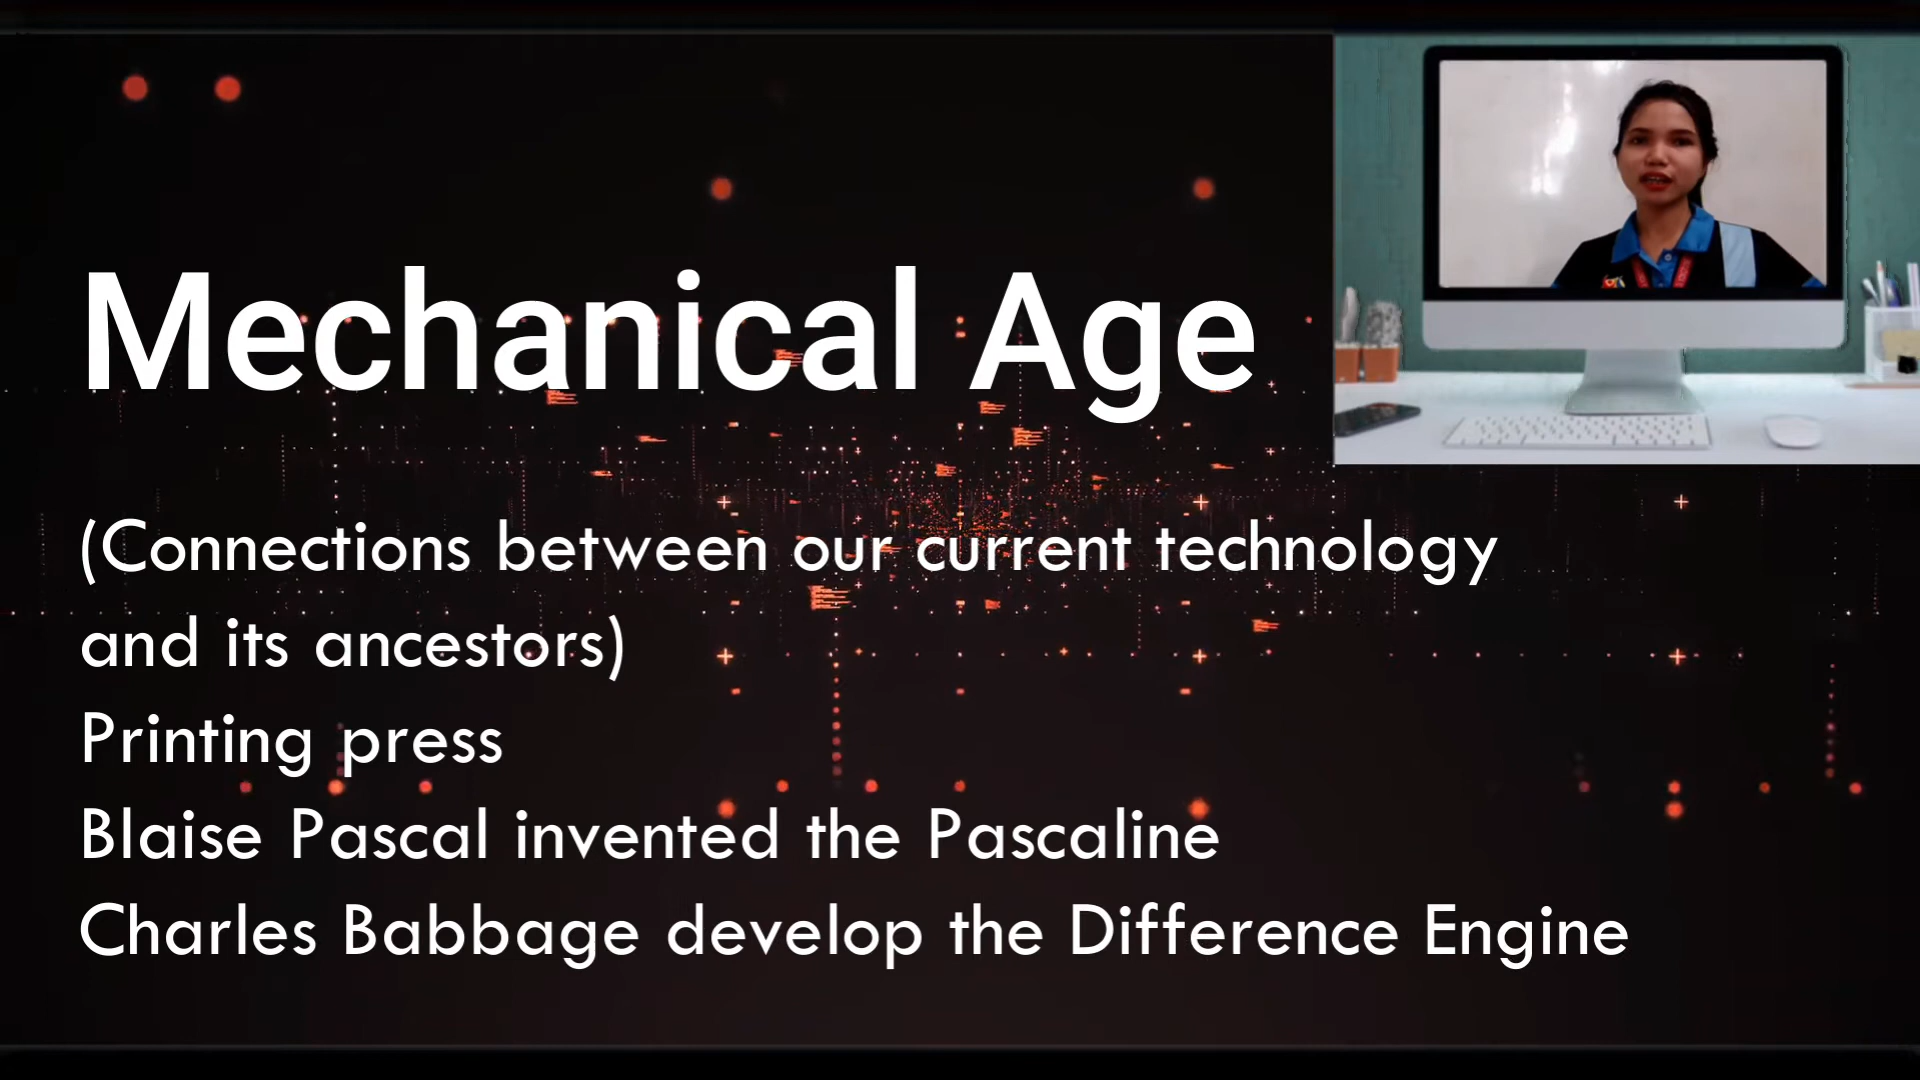 Mechanical Age
(Connections between our current technology
and its ancestors)
Printing press
Blaise Pascal invented the Pascaline
Charles Babbage develop the Difference Engine